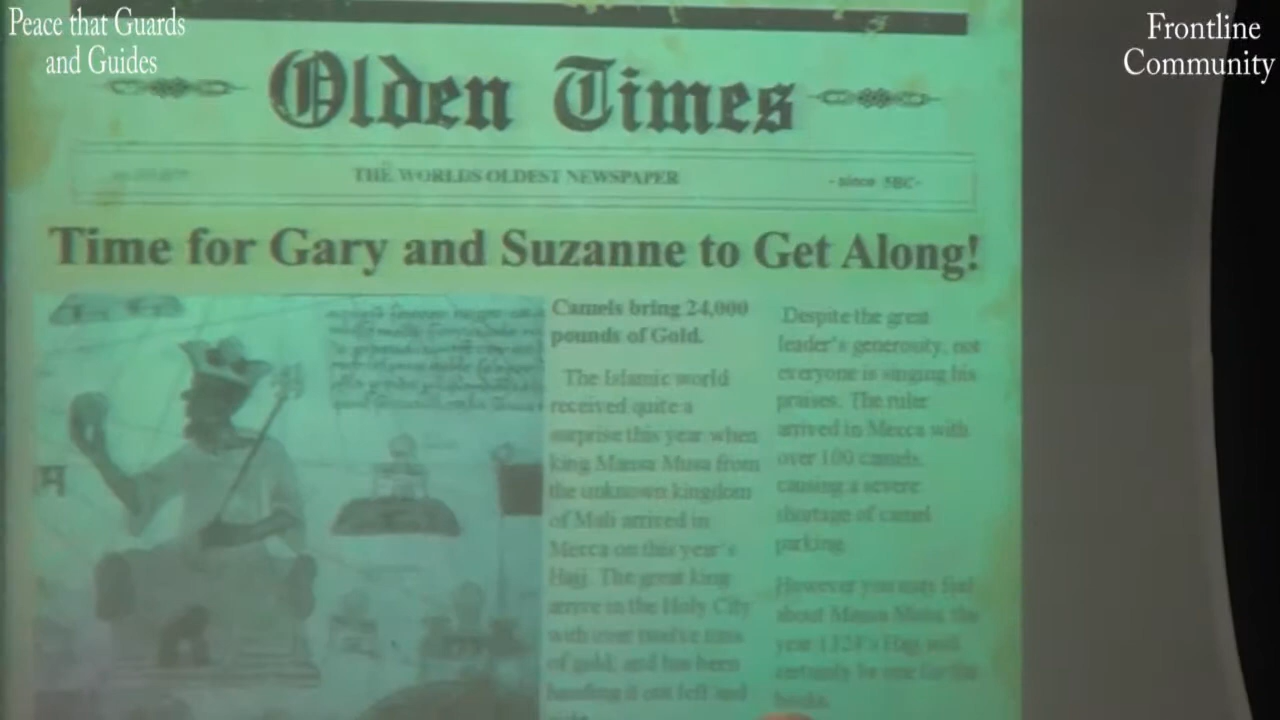 Peace that Guards
and Guides
Frontline
Community
Olden Times
THE WORLDS OLDEST NEWSPAPER
- since 5BC-
Time for Gary and Suzanne to Get Along!
Camels bring 24,000
pounds of Gold.
The Islamic world
received quite a
surprise this year when
king Mansa Musa from
the unknown kingdom
of Mali arrived in
Mecca on this year's
Hajj. The great king
arrive in the Holy City
with over twelve tons
of gold, and has been
handing it out left and
Despite the great
leader's generosity, not
everyone is singing his
praises. The ruler
arrived in Mecca with
over 100 camels
causing a severe
shortage of camel
parking.
However you may feel
about Mansa Musa, the
year 1324's Hajj will
certainly be one for the
books.